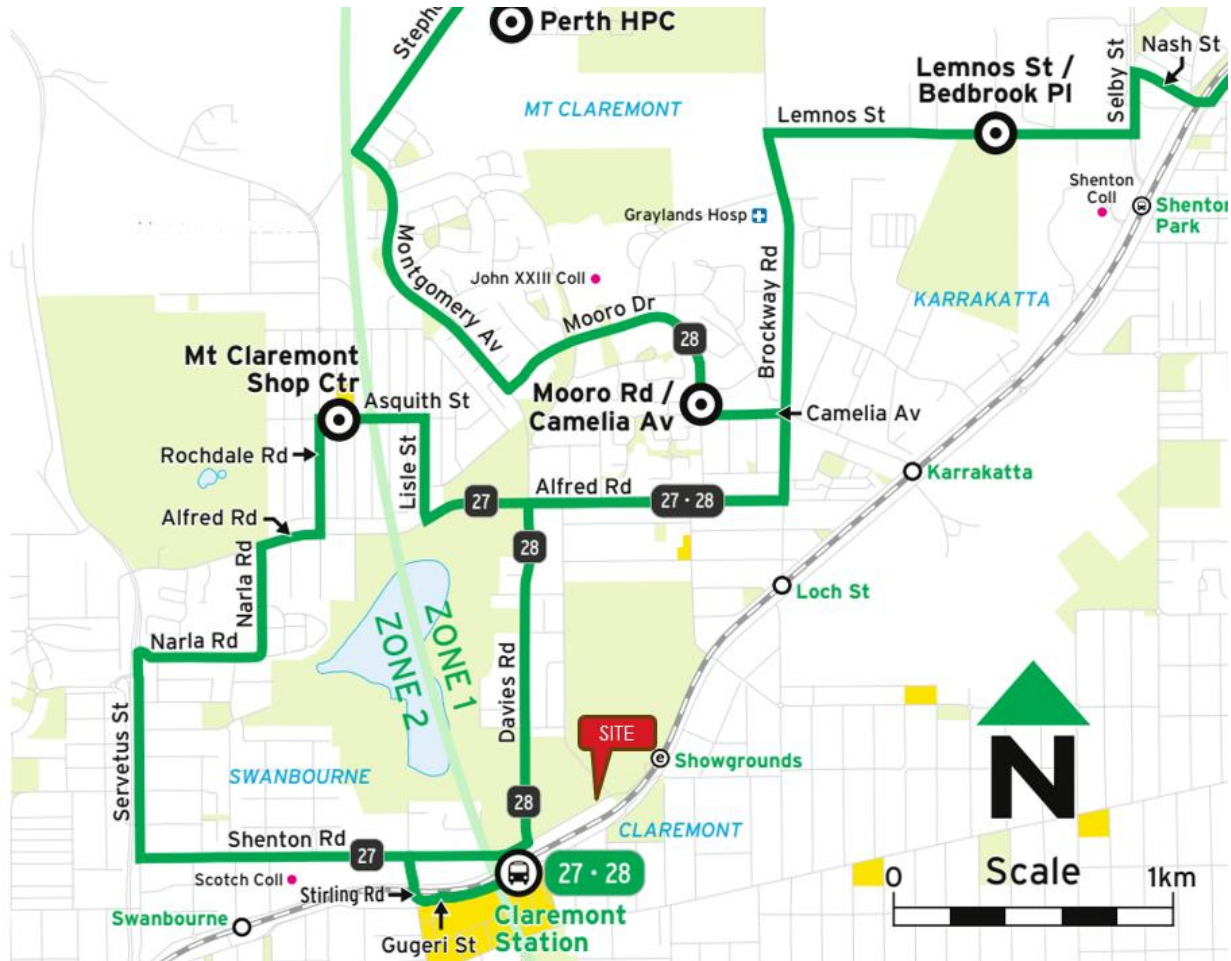 Stepho
Perth HPC
MT CLAREMONT
Lemnos St /
Bedbrook Pl
Selby St
Nash St
Lemnos St
Shenton
Coll
Shenton
Park
Graylands Hosp
Montgomery Av
John XXIII Coll
Mooro Dr
Brockway Rd
KARRAKATTA
28
Mt Claremont
Shop Ctr
Asquith St
Mooro Rd /
Camelia Av
Camelia Av
Rochdale Rd
Lisle St
Karrakatta
27
Alfred Rd
27 · 28
Alfred Rd
28
Narla Rd
Loch St
Narla Rd
ZONE 1
ZONE 2
Davies Rd
Servetus St
SITE
Showgrounds
N
SWANBOURNE
28
CLAREMONT
Shenton Rd
27
27 · 28
0
Scale
1km
Scotch Coll
Stirling Rd
Swanbourne
Gugeri St
Claremont
Station